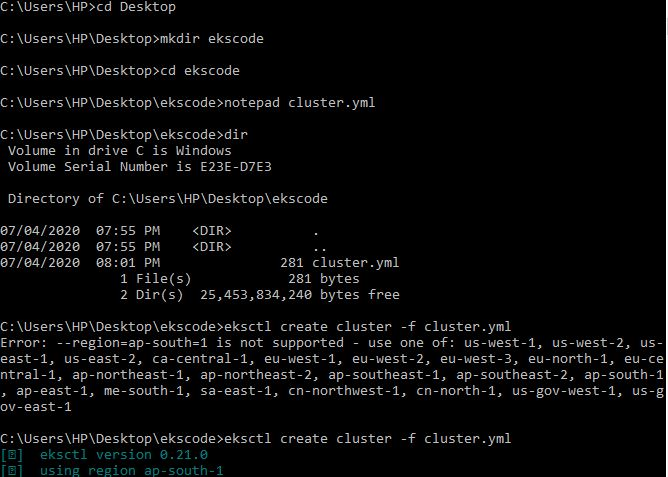 C:\Users\HP>cd Desktop
C:\Users\HP\Desktop>mkdir ekscode
C:\Users\HP\Desktop>cd ekscode
C:\Users\HP\Desktop\ekscode>notepad cluster.yml
C:\Users\HP\Desktop\ekscode>dir
 Volume in drive C is Windows
 Volume Serial Number is E23E-D7E3
 Directory of C:\Users\HP\Desktop\ekscode
07/04/2020  07:55 PM    <DIR>          .
07/04/2020  07:55 PM    <DIR>          ..
07/04/2020  08:01 PM               281 cluster.yml
               1 File(s)            281 bytes
               2 Dir(s)  25,453,834,240 bytes free
C:\Users\HP\Desktop\ekscode>eksctl create cluster -f cluster.yml
Error: --region=ap-south=1 is not supported - use one of: us-west-1, us-west-2, us-
east-1, us-east-2, ca-central-1, eu-west-1, eu-west-2, eu-west-3, eu-north-1, eu-ce
ntral-1, ap-northeast-1, ap-northeast-2, ap-southeast-1, ap-southeast-2, ap-south-1
, ap-east-1, me-south-1, sa-east-1, cn-northwest-1, cn-north-1, us-gov-west-1, us-g
ov-east-1
C:\Users\HP\Desktop\ekscode>eksctl create cluster -f cluster.yml
[⍰]  eksctl version 0.21.0
[⍰]  using region ap-south-1